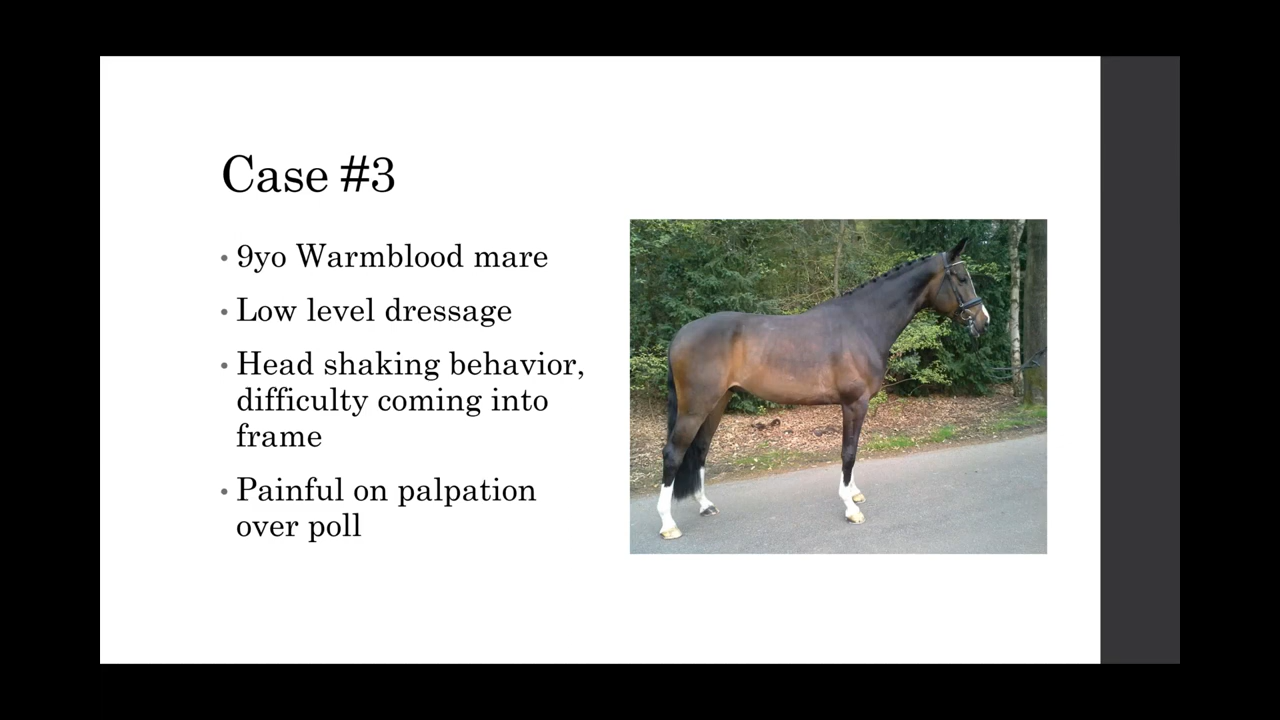 Case #3
• 9yo Warmblood mare
• Low level dressage
• Head shaking behavior,
difficulty coming into
frame
• Painful on palpation
over poll